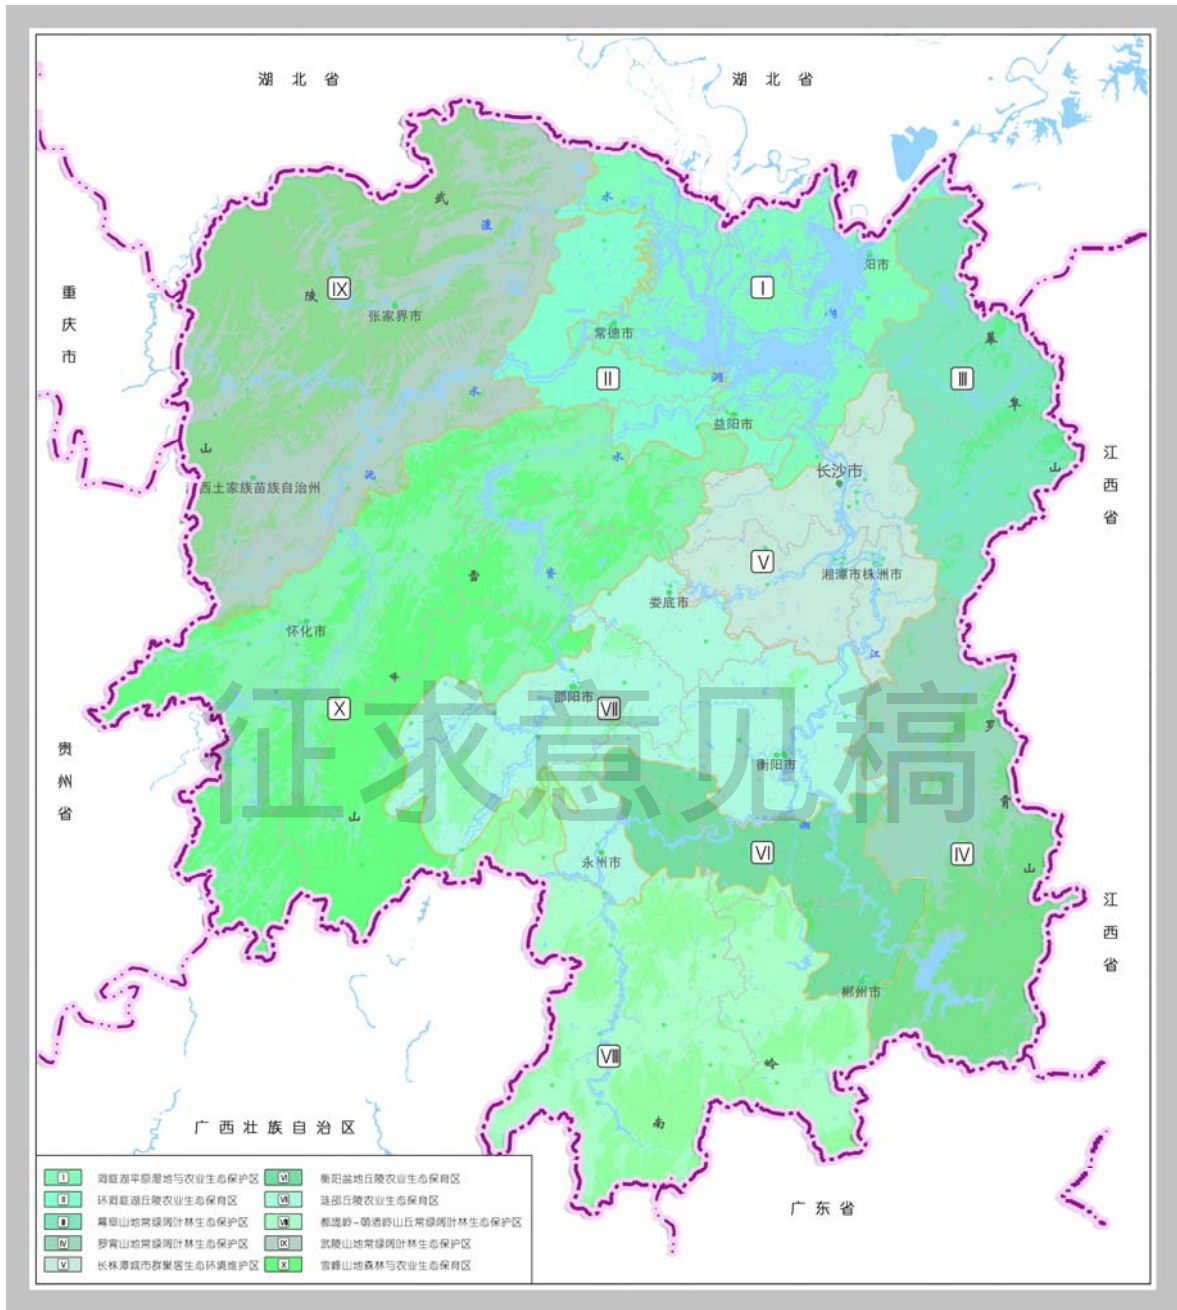 湖 北 省
湖 北 省
武
澧
水
阳市
Ⅸ
陵
Ⅰ
重
庆
市
张家界市
常德市
幕
Ⅱ
洞
Ⅲ
水
阜
益阳市
山
水
长沙市
山
江
西
省
沅
西土家族苗族自治州
Ⅴ
雪
资
湘潭市
株洲市
娄底市
怀化市
江
峰
邵阳市
Ⅹ
Ⅶ
罗
贵
州
省
衡阳市
征求意见稿
霄
山
湘
永州市
Ⅵ
Ⅳ
山
江
西
省
郴州市
Ⅷ
岭
南
广 西 壮 族 自 治 区
广 东 省
Ⅰ 洞庭湖平原湿地与农业生态保护区
Ⅱ 环洞庭湖丘陵农业生态保育区
Ⅲ 幕阜山地常绿阔叶林生态保护区
Ⅳ 罗霄山地常绿阔叶林生态保护区
Ⅴ 长株潭城市群聚居生态环境维护区
Ⅵ 衡阳盆地丘陵农业生态保育区
Ⅶ 涟邵丘陵农业生态保育区
Ⅷ 都庞岭-萌渚岭山丘常绿阔叶林生态保护区
Ⅸ 武陵山地常绿阔叶林生态保护区
Ⅹ 雪峰山地森林与农业生态保育区